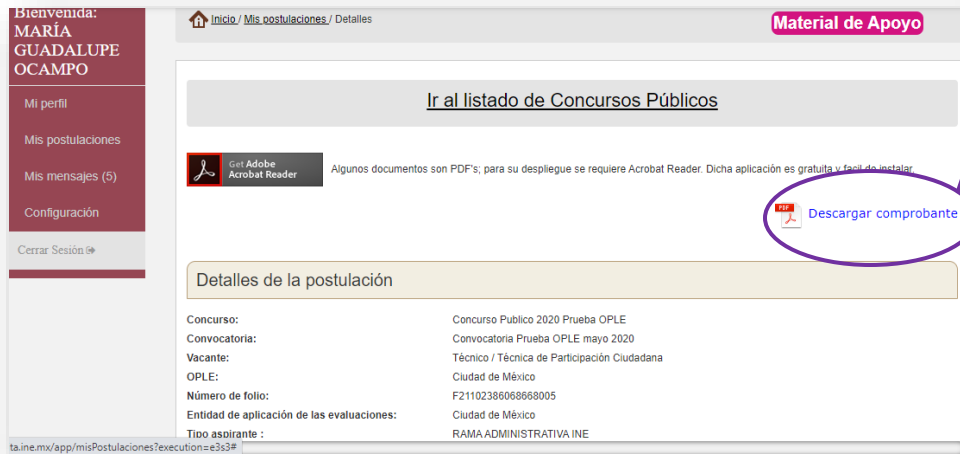 Bienvenida:
MARÍA
GUADALUPE
OCAMPO
Mi perfil
Mis postulaciones
Mis mensajes (5)
Configuración
Cerrar Sesión
Inicio / Mis postulaciones / Detalles
Material de Apoyo
Ir al listado de Concursos Públicos
Get Adobe
Acrobat Reader
Algunos documentos son PDF's; para su despliegue se requiere Acrobat Reader. Dicha aplicación es gratuita y facil de instalar.
PDF
Descargar comprobante
Detalles de la postulación
Concurso: Concurso Publico 2020 Prueba OPLE
Convocatoria: Convocatoria Prueba OPLE mayo 2020
Vacante: Técnico / Técnica de Participación Ciudadana
OPLE: Ciudad de México
Número de folio: F21102386068668005
Entidad de aplicación de las evaluaciones: Ciudad de México
Tipo aspirante : RAMA ADMINISTRATIVA INE
ta.ine.mx/app/misPostulaciones?execution=e3s3#